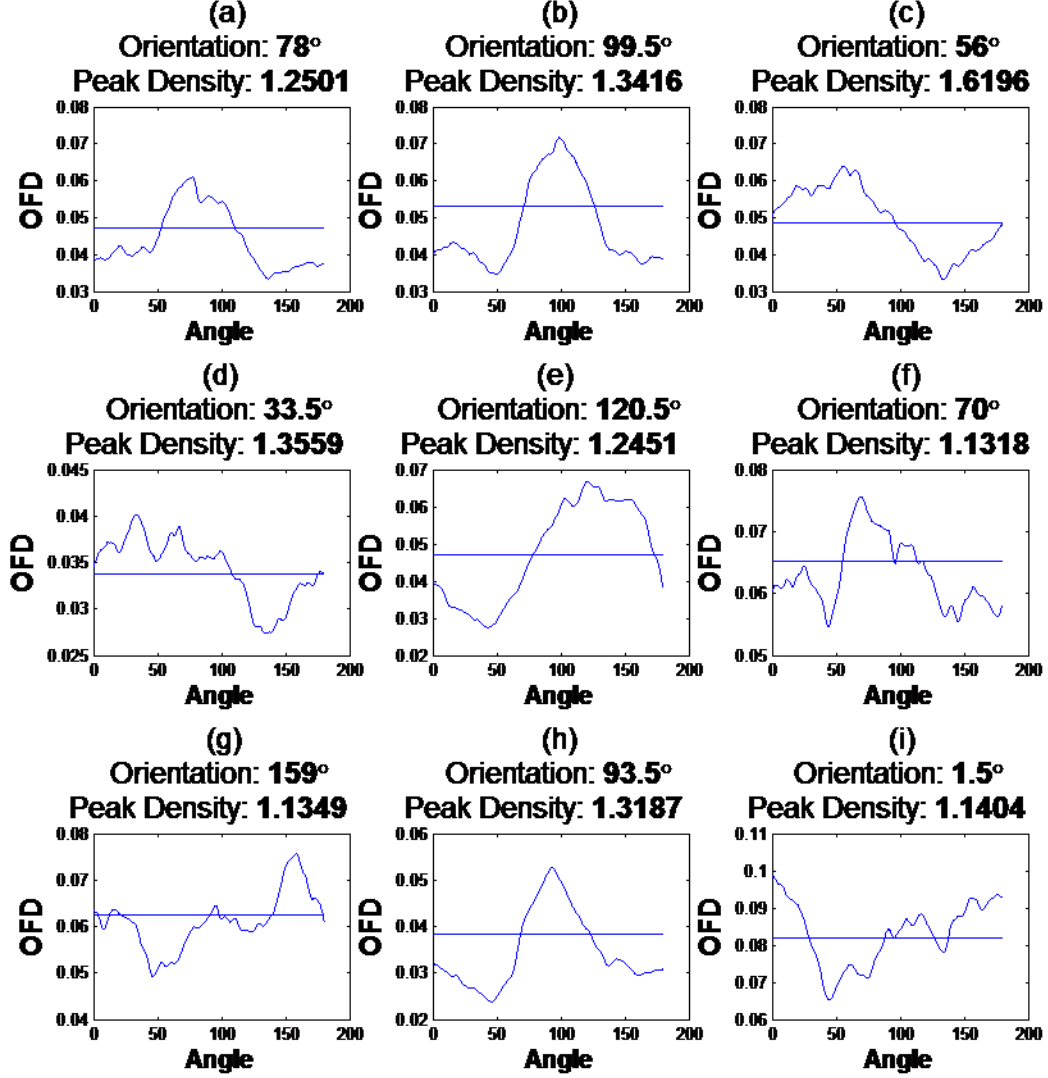 (a)
Orientation: 78°
Peak Density: 1.2501
0.08
0.07
0.06
0.05
0.04
0.03
OFD
0
50
100
150
200
Angle
(b)
Orientation: 99.5°
Peak Density: 1.3416
0.08
0.07
0.06
0.05
0.04
0.03
OFD
0
50
100
150
200
Angle
(c)
Orientation: 56°
Peak Density: 1.6196
0.08
0.07
0.06
0.05
0.04
0.03
OFD
0
50
100
150
200
Angle
(d)
Orientation: 33.5°
Peak Density: 1.3559
0.045
0.04
0.035
0.03
0.025
OFD
0
50
100
150
200
Angle
(e)
Orientation: 120.5°
Peak Density: 1.2451
0.07
0.06
0.05
0.04
0.03
0.02
OFD
0
50
100
150
200
Angle
(f)
Orientation: 70°
Peak Density: 1.1318
0.08
0.07
0.06
0.05
OFD
0
50
100
150
200
Angle
(g)
Orientation: 159°
Peak Density: 1.1349
0.08
0.07
0.06
0.05
0.04
OFD
0
50
100
150
200
Angle
(h)
Orientation: 93.5°
Peak Density: 1.3187
0.06
0.05
0.04
0.03
0.02
OFD
0
50
100
150
200
Angle
(i)
Orientation: 1.5°
Peak Density: 1.1404
0.11
0.1
0.09
0.08
0.07
0.06
OFD
0
50
100
150
200
Angle